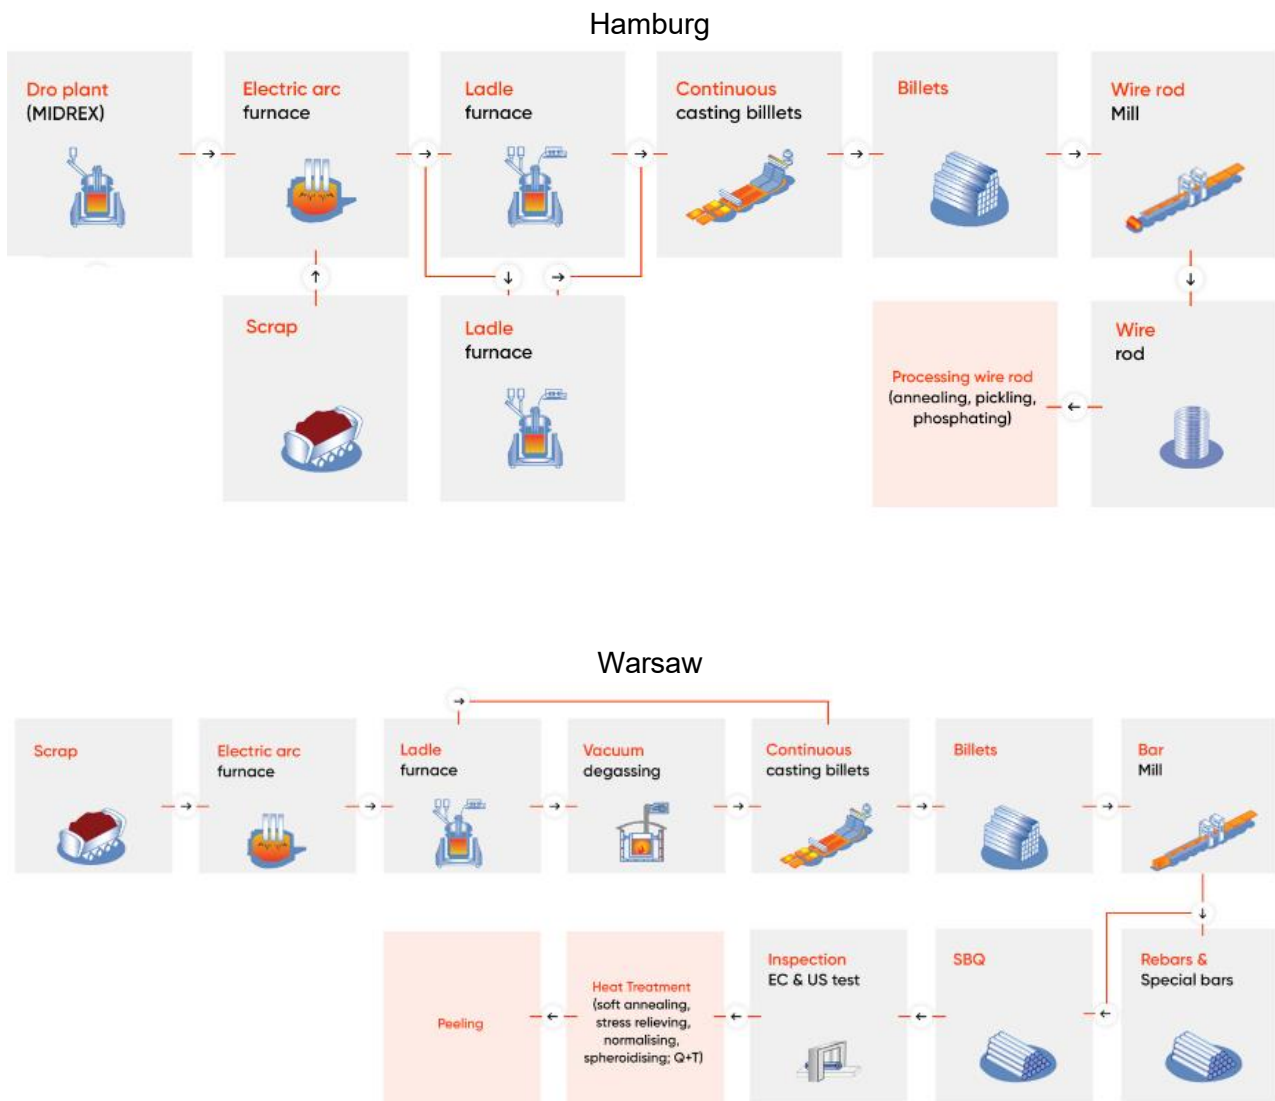 Hamburg
Dro plant
(MIDREX)
Electric arc
furnace
Ladle
furnace
Continuous
casting billlets
Billets
Wire rod
Mill
Scrap
Ladle
furnace
Processing wire rod
(annealing, pickling,
phosphating)
Wire
rod
Warsaw
Scrap
Electric arc
furnace
Ladle
furnace
Vacuum
degassing
Continuous
casting billets
Billets
Bar
Mill
Peeling
Heat Treatment
(soft annealing,
stress relieving,
normalising,
spheroidising; Q+T)
Inspection
EC & US test
SBQ
Rebars &
Special bars